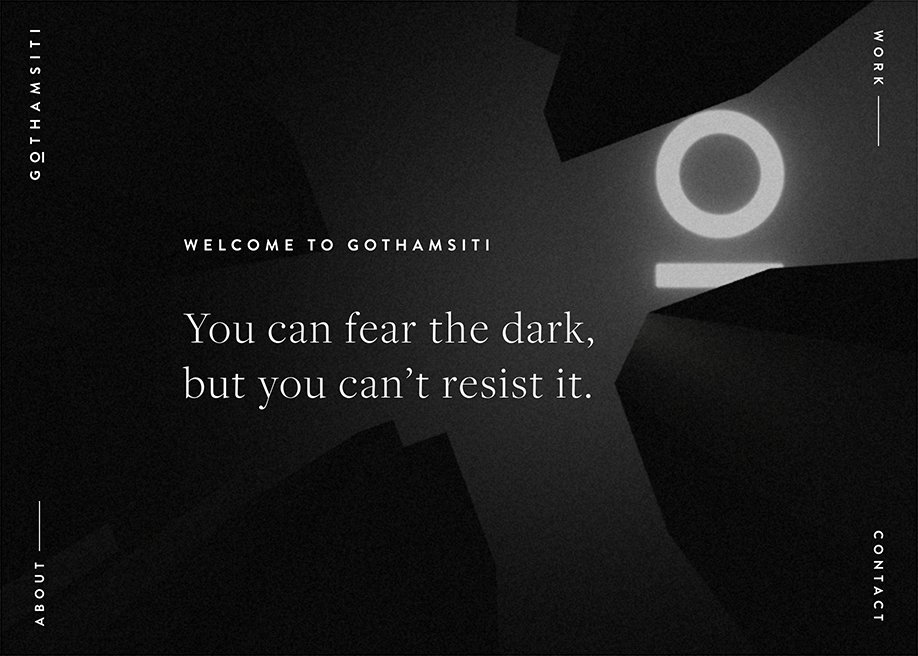 GOTHAMSITI
WORK
WELCOME TO GOTHAMSITI
You can fear the dark,
but you can’t resist it.
ABOUT
CONTACT